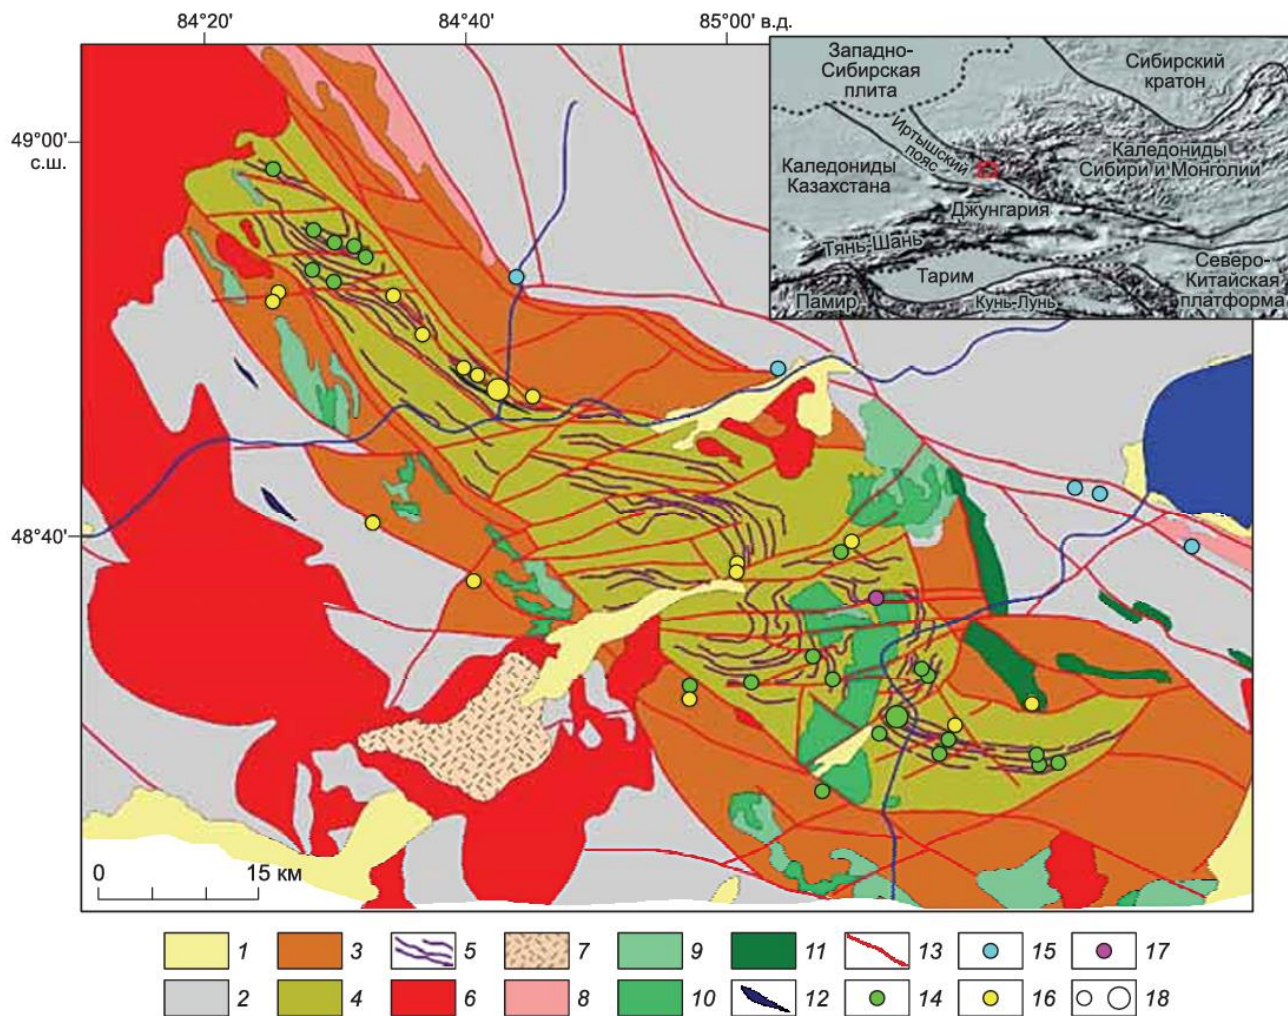 84°20'
84°40'
85°00' в.д.
49°00'
с.ш.
48°40'
Западно-
Сибирская
плита
Сибирский
кратон
Иртышский
пояс
Каледониды
Казахстана
Каледониды
Сибири и Монголии
Джунгария
Тянь-Шань
Тарим
Северо-
Китайская
платформа
Памир
Кунь-Лунь
0 15 км
1 3 5 7 9 11 13 15 17
2 4 6 8 10 12 14 16 18